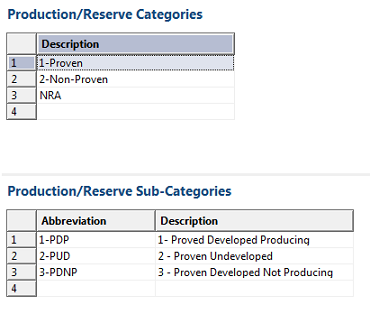 Production/Reserve Categories
Description
1 1-Proven
2 2-Non-Proven
3 NRA
4
Production/Reserve Sub-Categories
Abbreviation Description
1 1-PDP 1- Proved Developed Producing
2 2-PUD 2 - Proven Undeveloped
3 3-PDNP 3 - Proven Developed Not Producing
4